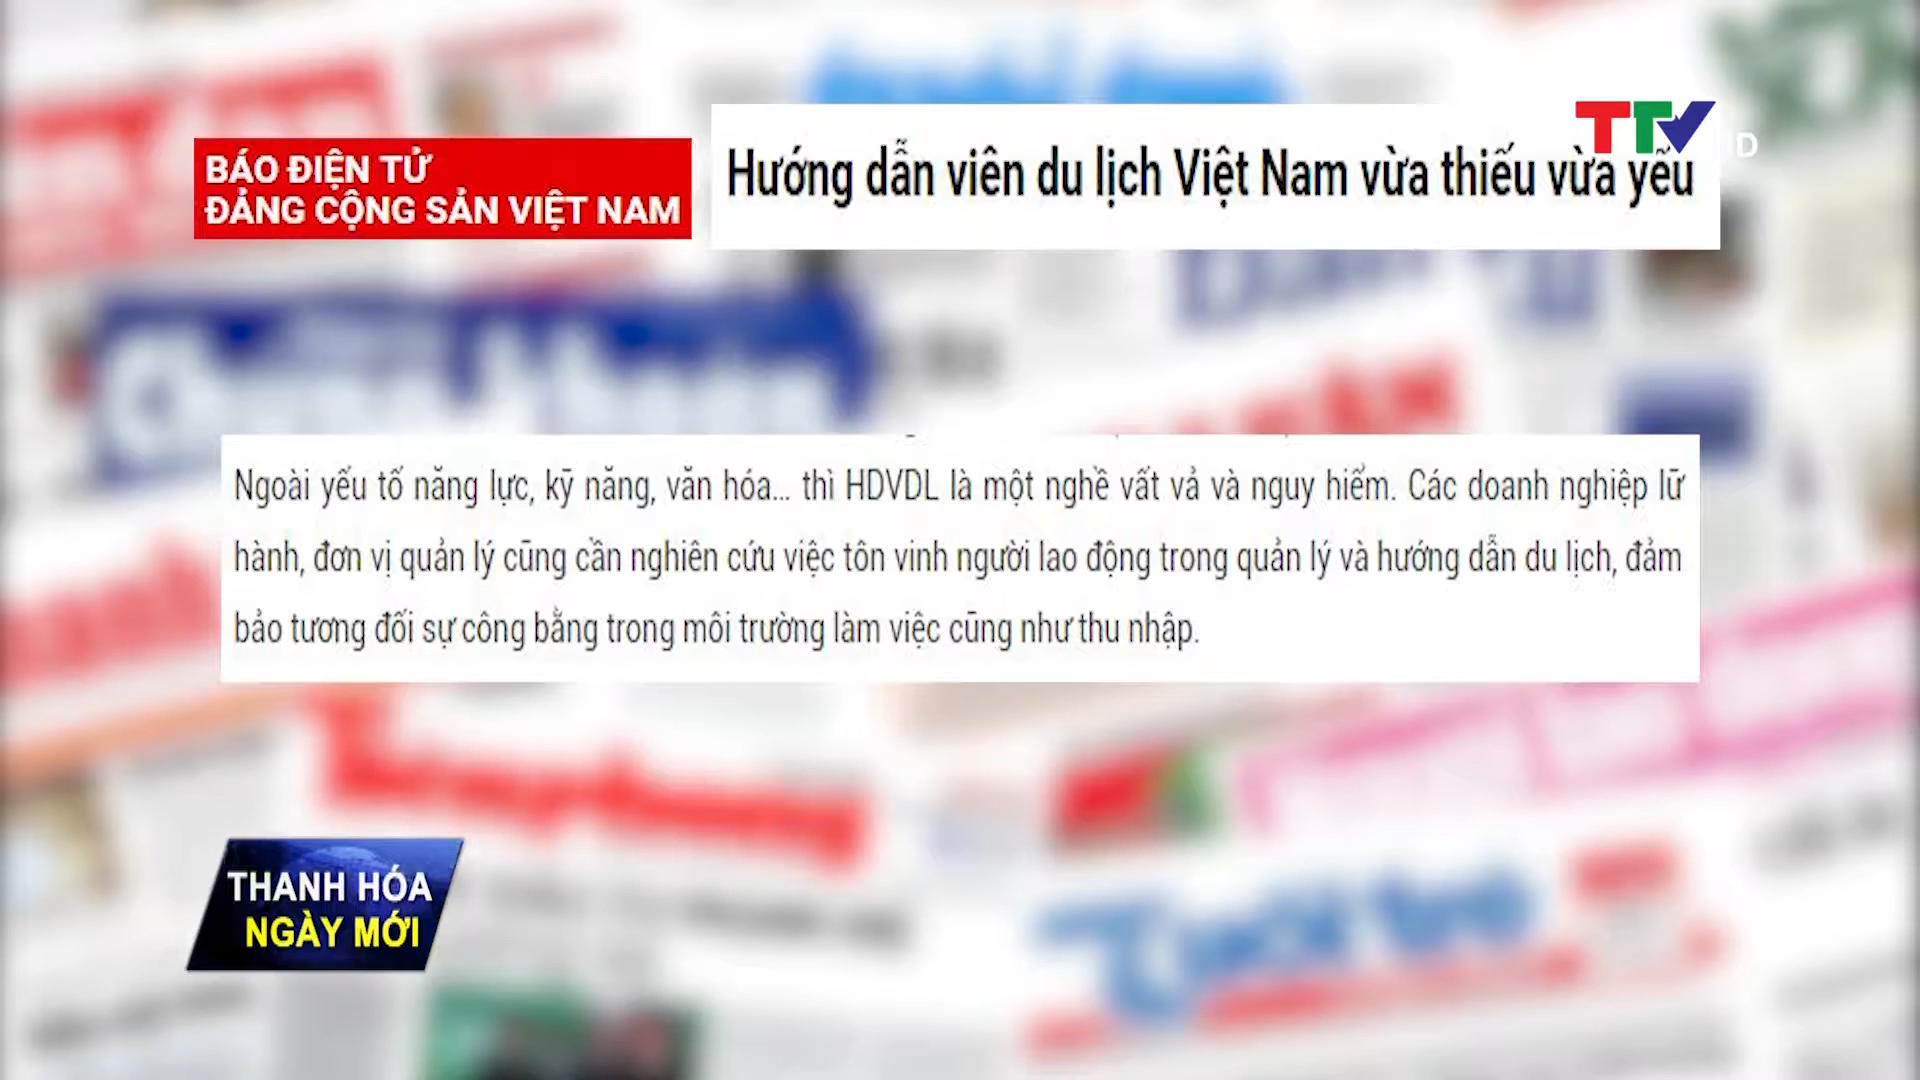 BÁO ĐIỆN TỬ
ĐẢNG CỘNG SẢN VIỆT NAM
Hướng dẫn viên du lịch Việt Nam vừa thiếu vừa yếu
TTV
Ngoài yếu tố năng lực, kỹ năng, văn hóa... thì HDVDL là một nghề vất vả và nguy hiểm. Các doanh nghiệp lữ
hành, đơn vị quản lý cũng cần nghiên cứu việc tôn vinh người lao động trong quản lý và hướng dẫn du lịch, đảm
bảo tương đối sự công bằng trong môi trường làm việc cũng như thu nhập.
THANH HÓA
NGÀY MỚI